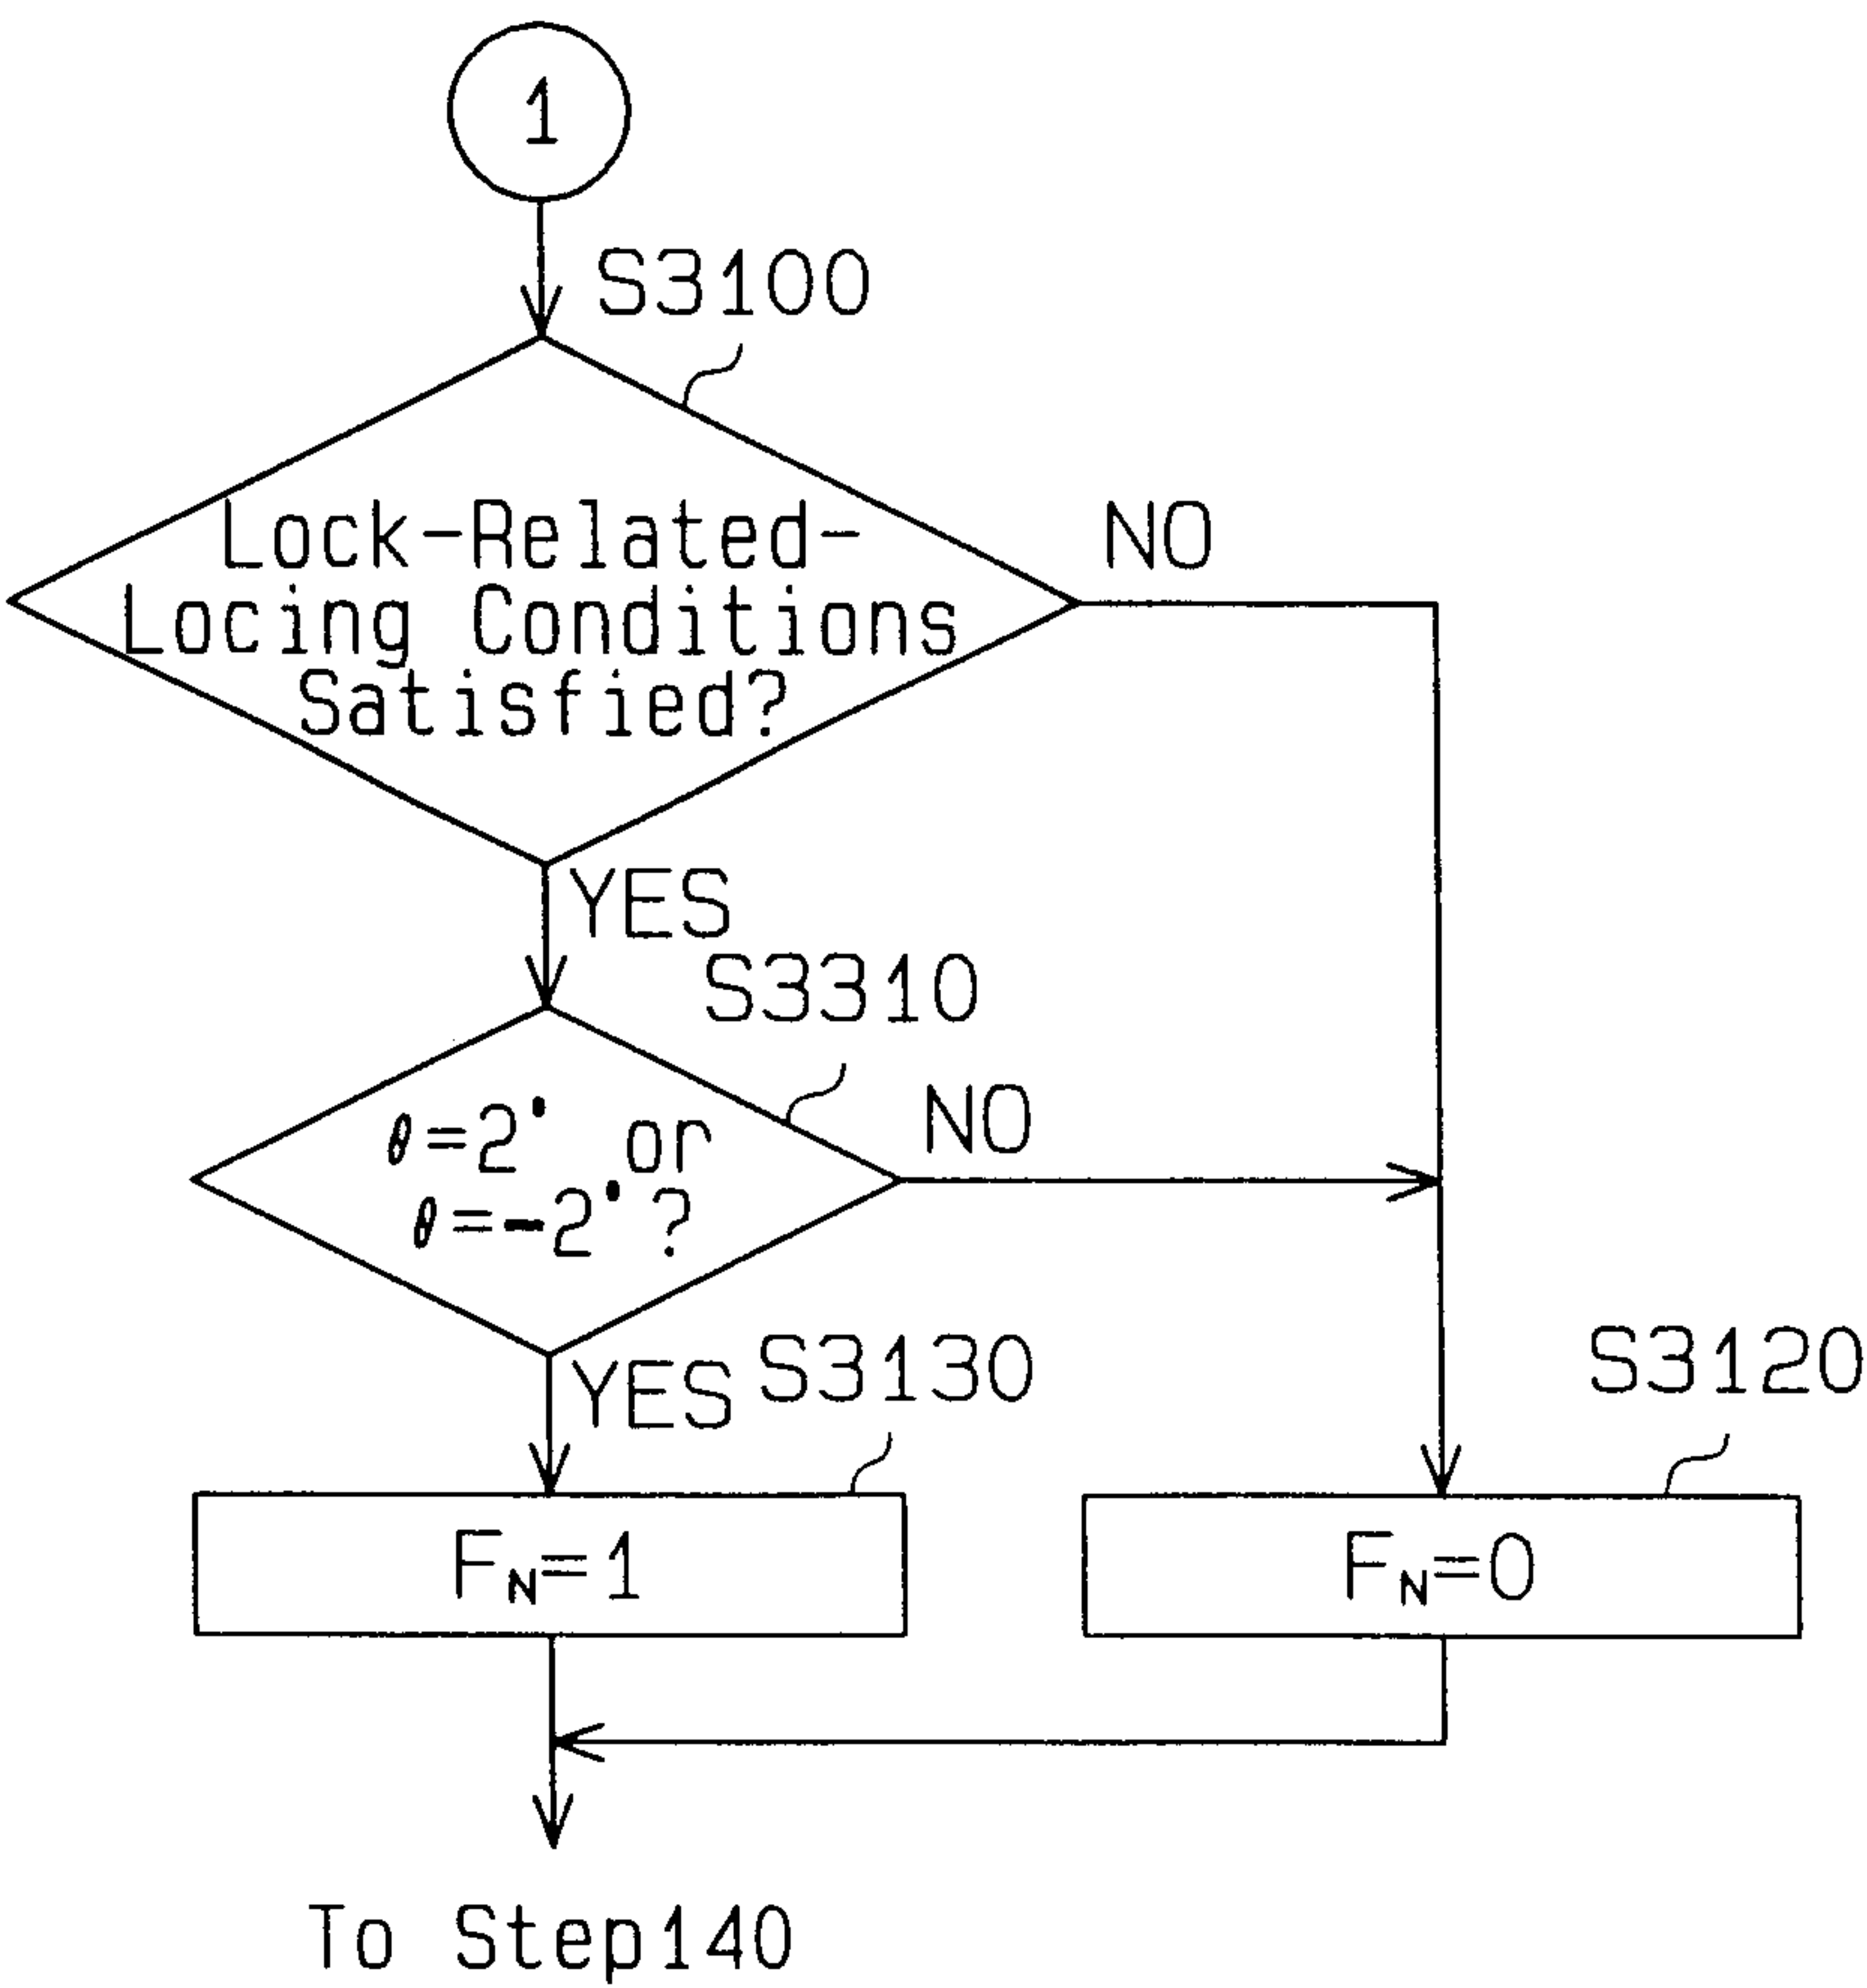 1
S3100
Lock-Related-
Locing Conditions
Satisfied?
NO
YES
S3310
θ=2° or
θ=-2°?
NO
YES
S3130
S3120
FN=1
FN=0
To Step140